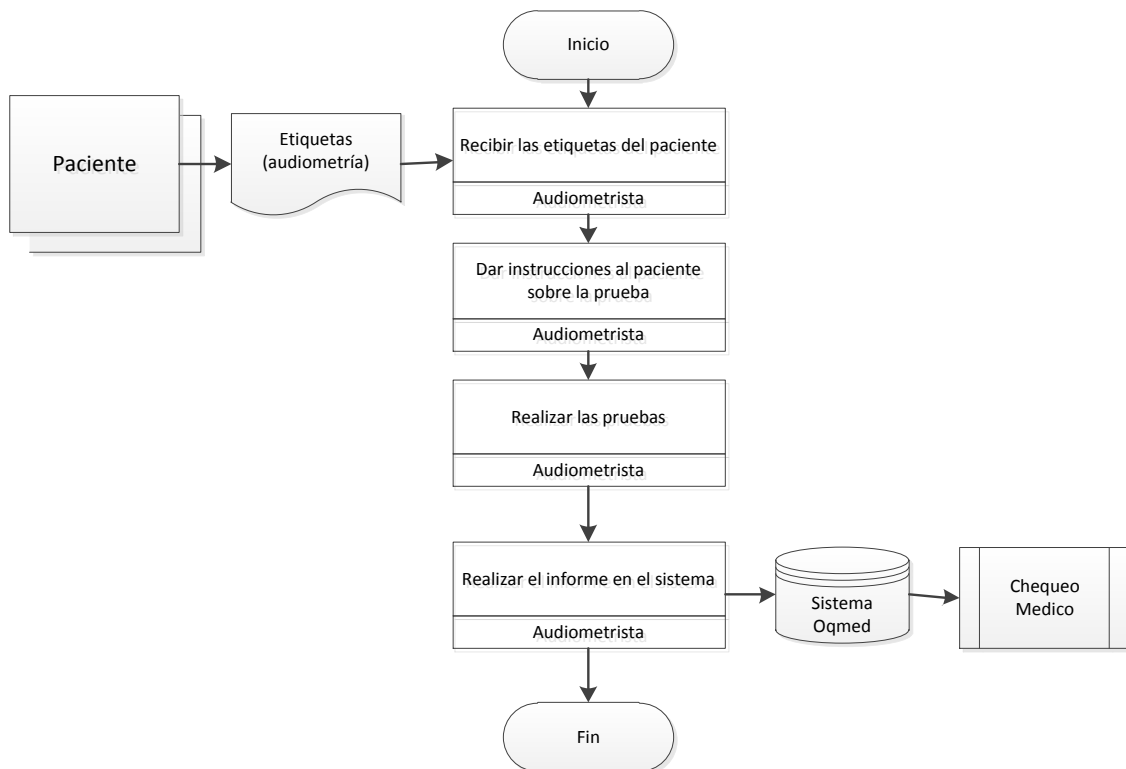 Inicio
Paciente
Etiquetas
(audiometría)
Recibir las etiquetas del paciente
Audiometrista
Dar instrucciones al paciente
sobre la prueba
Audiometrista
Realizar las pruebas
Audiometrista
Realizar el informe en el sistema
Audiometrista
Sistema
Oqmed
Chequeo
Medico
Fin